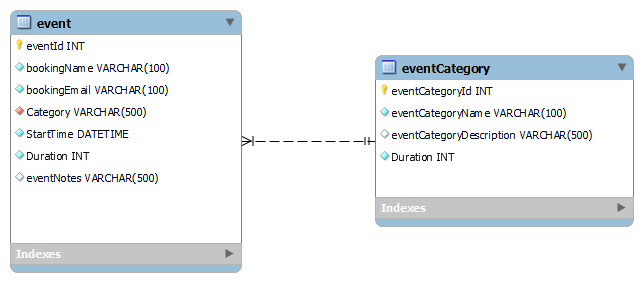 event
eventId INT
bookingName VARCHAR(100)
bookingEmail VARCHAR(100)
Category VARCHAR(500)
StartTime DATETIME
Duration INT
eventNotes VARCHAR(500)
Indexes
eventCategory
eventCategoryId INT
eventCategoryName VARCHAR(100)
eventCategoryDescription VARCHAR(500)
Duration INT
Indexes